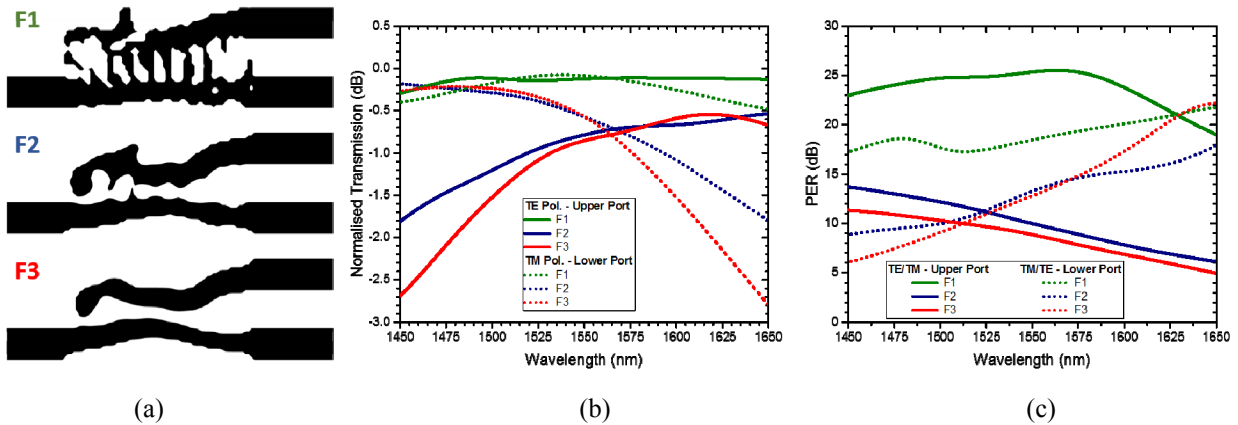 F1
F2
F3
(a)
Normalised Transmission (dB)
0.5
0.0
-0.5
-1.0
-1.5
-2.0
-2.5
-3.0
TE Pol. - Upper Port
F1
F2
F3
TM Pol. - Lower Port
F1
F2
F3
1450 1475 1500 1525 1550 1575 1600 1625 1650
Wavelength (nm)
(b)
PER (dB)
30
25
20
15
10
5
0
TE/TM - Upper Port TM/TE - Lower Port
F1 F1
F2 F2
F3 F3
1450 1475 1500 1525 1550 1575 1600 1625 1650
Wavelength (nm)
(c)